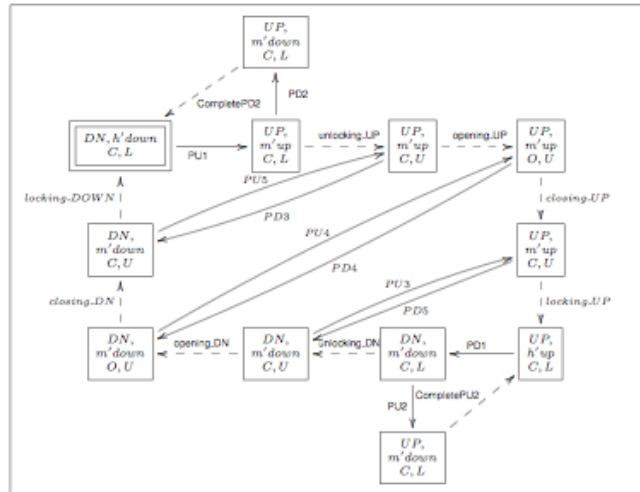 UP,
m'down
C, L
CompletePD2
PD2
DN, h'down
C, L
PU1
UP,
m'up
C, L
unlocking_UP
UP,
m'up
C, U
opening_UP
UP,
m'up
O, U
locking_DOWN
PU5
PD3
PU4
PD4
closing_UP
DN,
m'down
C, U
UP,
m'up
C, U
closing_DN
PU3
PD5
locking_UP
DN,
m'down
O, U
opening_DN
DN,
m'down
C, U
unlocking_DN
DN,
m'down
C, L
PD1
UP,
h'up
C, L
PU2
CompletePU2
UP,
m'down
C, L